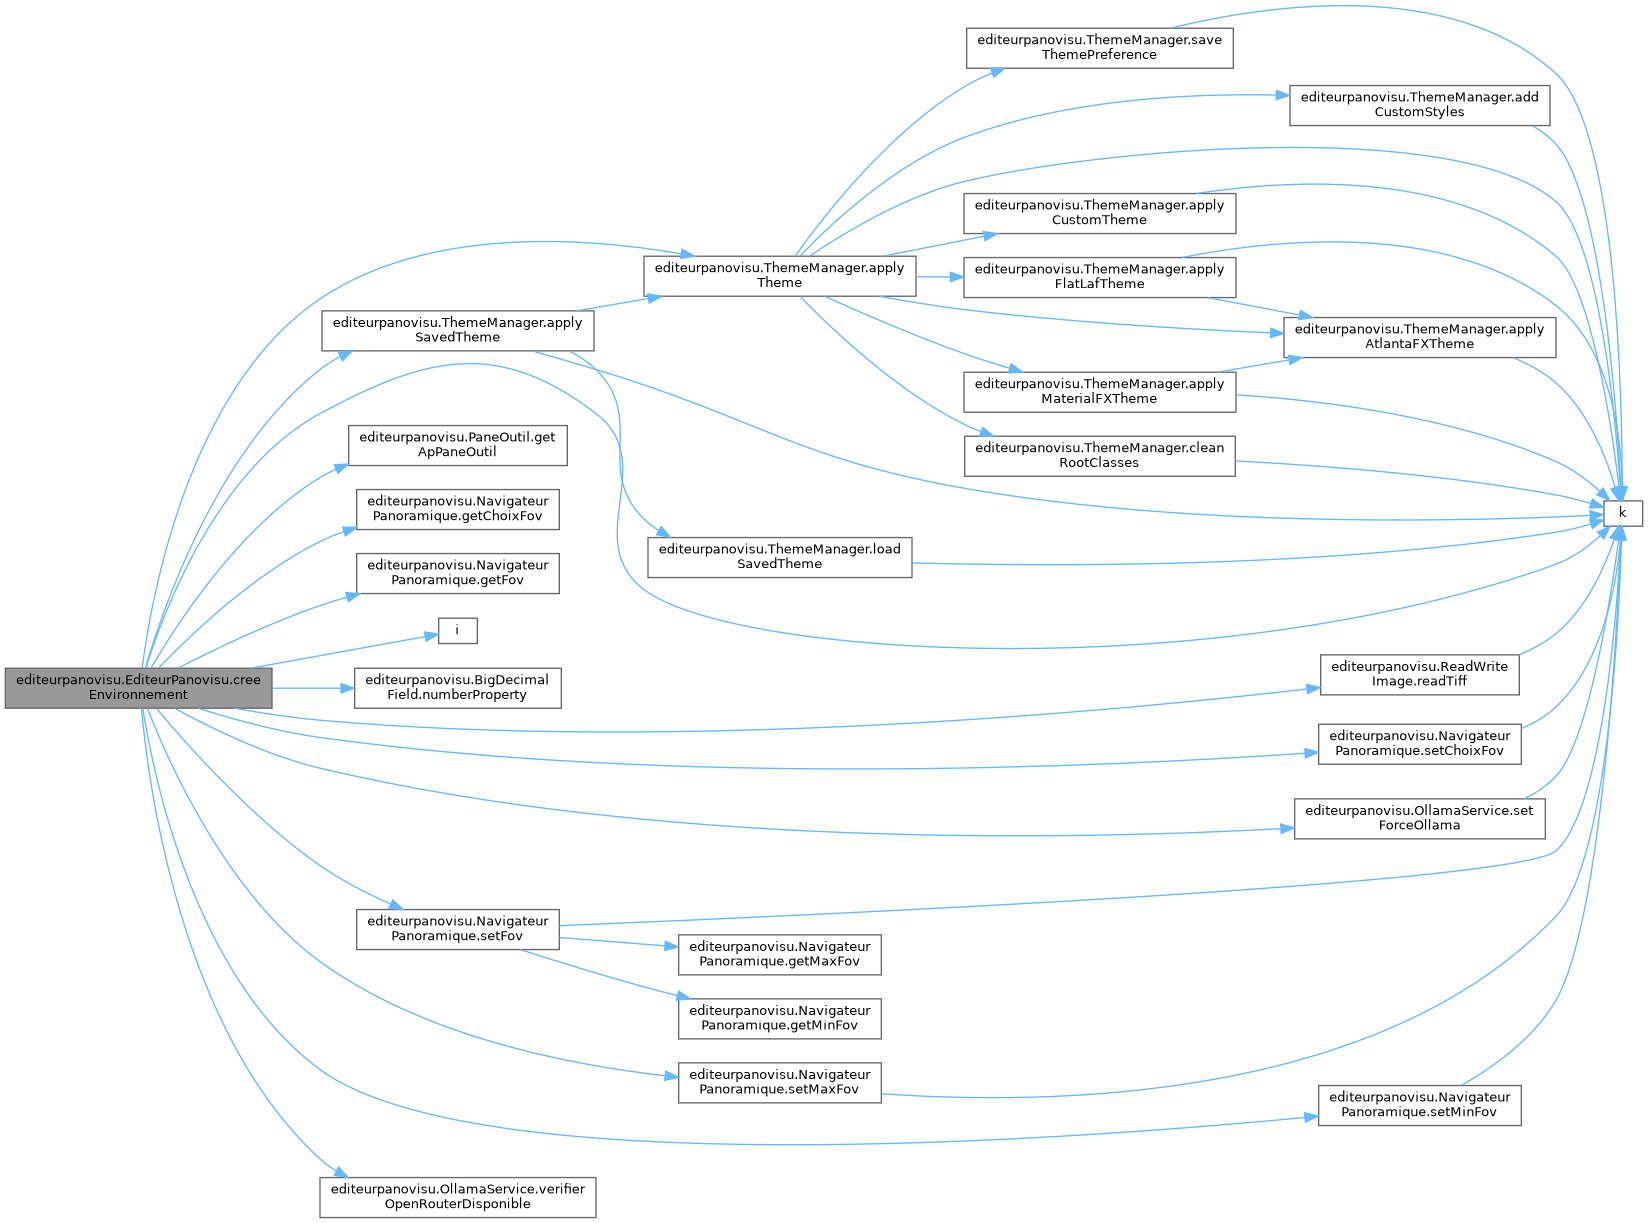 editeurpanovisu.ThemeManager.save
ThemePreference
editeurpanovisu.ThemeManager.add
CustomStyles
editeurpanovisu.ThemeManager.apply
CustomTheme
editeurpanovisu.ThemeManager.apply
Theme
editeurpanovisu.ThemeManager.apply
FlatLafTheme
editeurpanovisu.ThemeManager.apply
SavedTheme
editeurpanovisu.ThemeManager.apply
AtlantaFXTheme
editeurpanovisu.ThemeManager.apply
MaterialFXTheme
editeurpanovisu.PaneOutil.get
ApPaneOutil
editeurpanovisu.ThemeManager.clean
RootClasses
editeurpanovisu.Navigateur
Panoramique.getChoixFov
k
editeurpanovisu.ThemeManager.load
SavedTheme
editeurpanovisu.Navigateur
Panoramique.getFov
i
editeurpanovisu.EditeurPanovisu.cree
Environnement
editeurpanovisu.BigDecimal
Field.numberProperty
editeurpanovisu.ReadWrite
Image.readTiff
editeurpanovisu.Navigateur
Panoramique.setChoixFov
editeurpanovisu.OllamaService.set
ForceOllama
editeurpanovisu.Navigateur
Panoramique.setFov
editeurpanovisu.Navigateur
Panoramique.getMaxFov
editeurpanovisu.Navigateur
Panoramique.getMinFov
editeurpanovisu.Navigateur
Panoramique.setMaxFov
editeurpanovisu.Navigateur
Panoramique.setMinFov
editeurpanovisu.OllamaService.verifier
OpenRouterDisponible